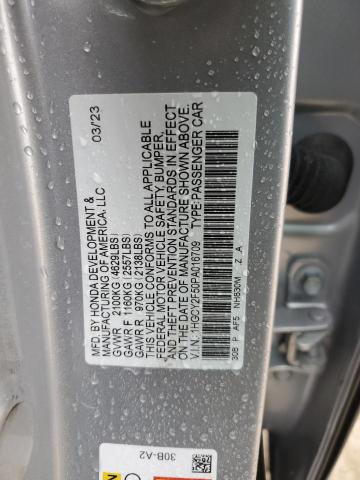 MFD. BY HONDA DEVELOPMENT & 03/23
MANUFACTURING OF AMERICA, LLC
GVWR 2100KG (4629LBS)
GAWR F 1160KG (2557LBS)
GAWR R 970KG (2138LBS)
THIS VEHICLE CONFORMS TO ALL APPLICABLE
FEDERAL MOTOR VEHICLE SAFETY, BUMPER,
AND THEFT PREVENTION STANDARDS IN EFFECT
ON THE DATE OF MANUFACTURE SHOWN ABOVE.
V.I.N.: 1HGCV2F50PA016709 TYPE:PASSENGER CAR
30B P AF5 NH830M Z A
30B-A2